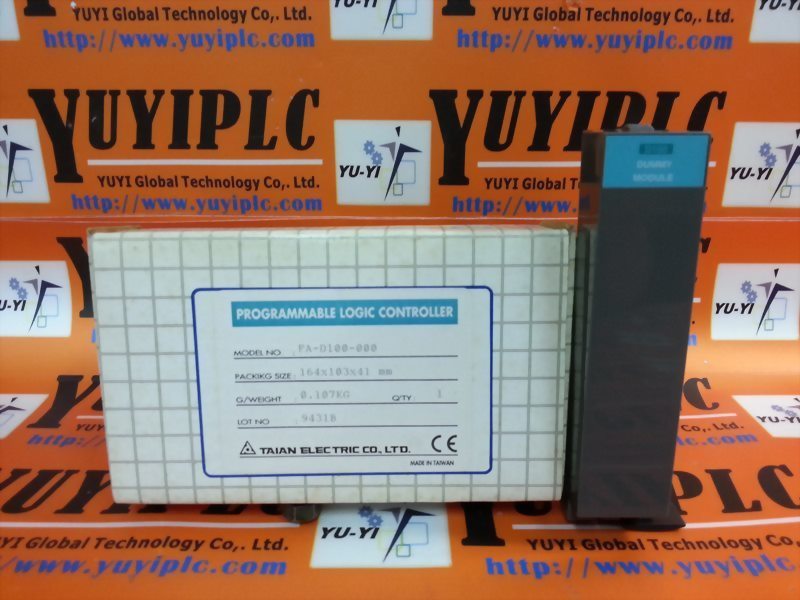 YUYI Global Technology Co,. Ltd.
http://www.yuyiplc.com
YUYI Global Technology Co,. Ltd.
http://www.yuyiplc.com
YU-YI
YUYIPLC
YUYI Global Technology Co,. Ltd.
http://www.yuyiplc.com
YU-YI
YUYIPLC
YUYI Global Technology
http://www.yuyiplc
YU-YI
DUMMY
MODULE
YU-YI
YU-YI
PROGRAMMABLE LOGIC CONTROLLER
MODEL NO. FA-D100-000
PACKIKG SIZE 164x103x41 mm
G/WEIGHT 0.107KG Q'TY 1
LOT NO 9431B
TAIAN ELECTRIC CO., LTD. CE
MADE IN TAIWAN
YUYI Global Technology Co,. Ltd.
http://www.yuyiplc.com
YU-YI
YUYIPLC
YUYI Global Technology Co,. Ltd.
http://www.yuyiplc.com